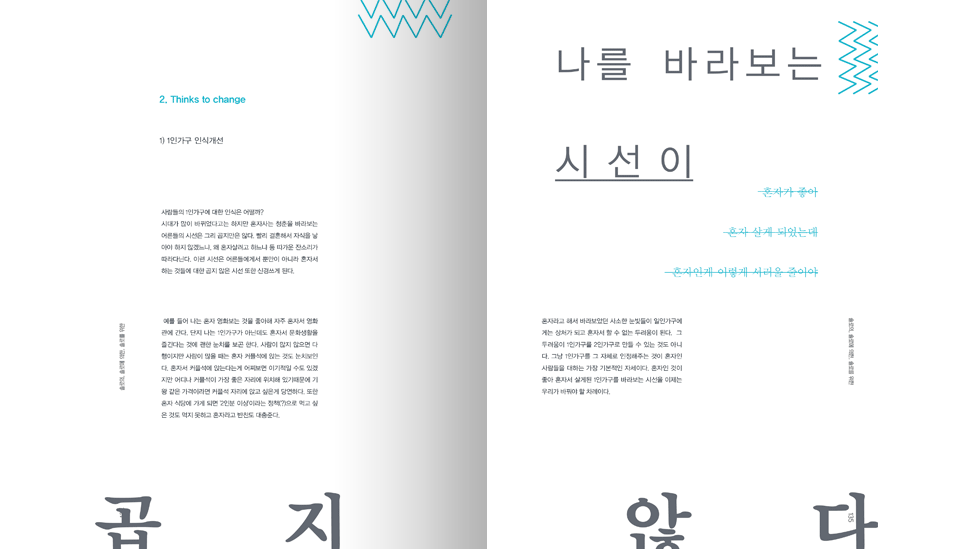 2. Thinks to change
1) 1인가구 인식개선
사람들의 1인가구에 대한 인식은 어떨까?
시대가 많이 바뀌었다고는 하지만 혼자사는 청춘을 바라보는
어른들의 시선은 그리 곱지만은 않다. 빨리 결혼해서 자식을 낳
아야 하지 않겠느냐, 왜 혼자살려고 하느냐 등 따가운 잔소리가
따라다닌다. 이런 시선은 어른들에게서 뿐만이 아니라 혼자서
하는 것들에 대한 곱지 않은 시선 또한 신경쓰게 된다.
예를 들어 나는 혼자 영화보는 것을 좋아해 자주 혼자서 영화
관에 간다. 단지 나는 1인가구가 아닌데도 혼자서 문화생활을
즐긴다는 것에 괜한 눈치를 보곤 한다. 사람이 많지 않으면 다
행이지만 사람이 많을 때는 혼자 커플석에 앉는 것도 눈치보인
다. 혼자서 커플석에 앉는다는게 어찌보면 이기적일 수도 있겠
지만 어디나 커플석이 가장 좋은 자리에 위치해 있기때문에 기
왕 같은 가격이라면 커플석 자리에 앉고 싶은게 당연하다. 또한
혼자 식당에 가게 되면 '2인분 이상'이라는 정책(?)으로 먹고 싶
은 것도 먹지 못하고 혼자라고 반찬도 대충준다.
솔로의, 솔로에 의한, 솔로를 위한
곱 지
나를 바라보는
시선이
혼자가 좋아
혼자 살게 되었는데
혼자인게 이렇게 서러울 줄이야
혼자라고 해서 바라보았던 사소한 눈빛들이 일인가구에
게는 상처가 되고 혼자서 할 수 없는 두려움이 된다. 그
두려움이 1인가구를 2인가구로 만들 수 있는 것도 아니
다. 그냥 1인가구를 그 자체로 인정해주는 것이 혼자인
사람들을 대하는 가장 기본적인 자세이다. 혼자인 것이
좋아 혼자서 살게된 1인가구를 바라보는 시선을 이제는
우리가 바꿔야 할 차례이다.
솔로의, 솔로에 의한, 솔로를 위한
않 다
135